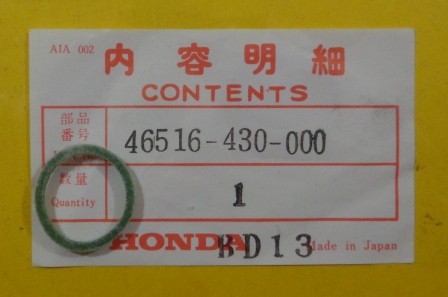 AIA 002
内容明細
CONTENTS
部品
番号
46516-430-000
数量
Quantity
1
HONDA
BD13
Made in Japan